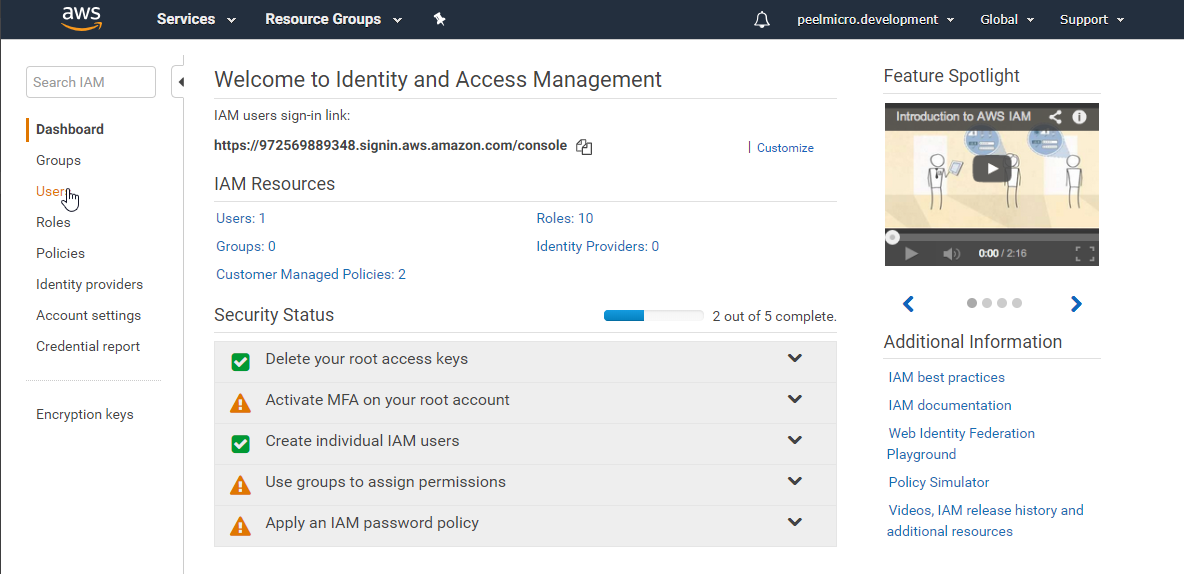 aws
Services
Resource Groups
peelmicro.development
Global
Support
Search IAM
Dashboard
Groups
Users
Roles
Policies
Identity providers
Account settings
Credential report
Encryption keys
Welcome to Identity and Access Management
IAM users sign-in link:
https://972569889348.signin.aws.amazon.com/console
Customize
IAM Resources
Users: 1
Roles: 10
Groups: 0
Identity Providers: 0
Customer Managed Policies: 2
Security Status
2 out of 5 complete.
Delete your root access keys
Activate MFA on your root account
Create individual IAM users
Use groups to assign permissions
Apply an IAM password policy
Feature Spotlight
Introduction to AWS IAM
0:00 / 2:16
Additional Information
IAM best practices
IAM documentation
Web Identity Federation
Playground
Policy Simulator
Videos, IAM release history and
additional resources